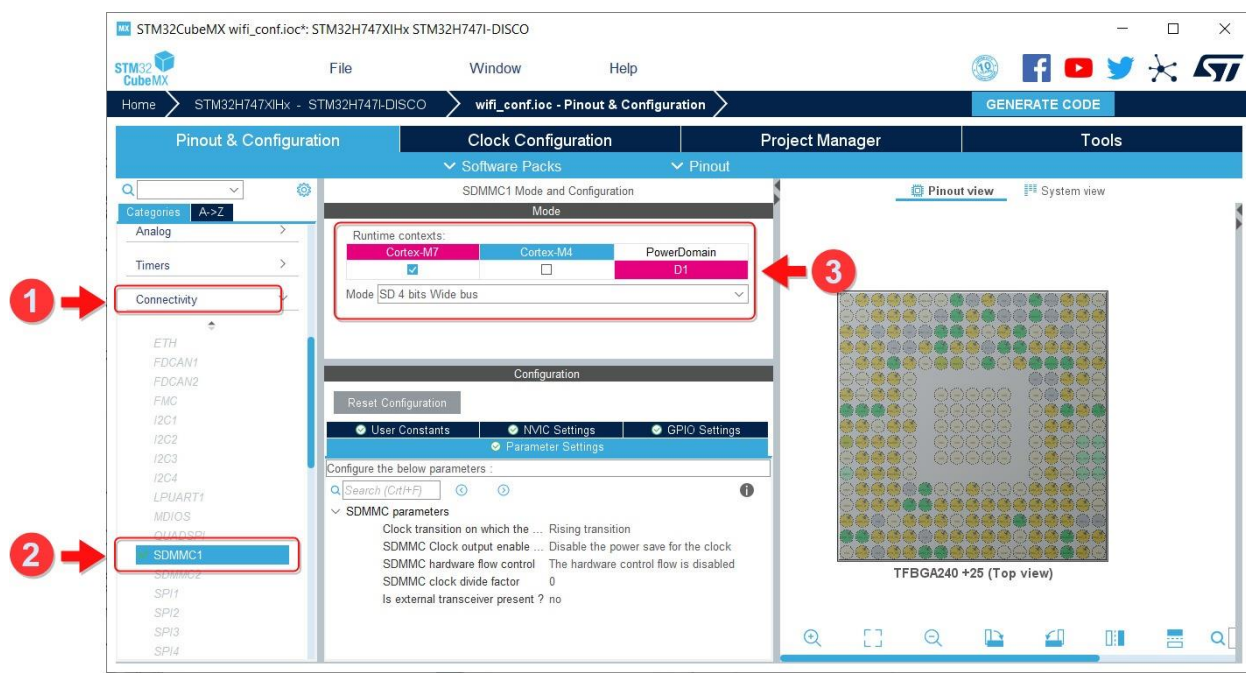 STM32CubeMX wifi_conf.ioc*: STM32H747XIHx STM32H747I-DISCO
STM32 CubeMX
File Window Help
10
Home STM32H747XIHx - STM32H747I-DISCO wifi_conf.ioc - Pinout & Configuration GENERATE CODE
Pinout & Configuration Clock Configuration Project Manager Tools
Software Packs Pinout
SDMMC1 Mode and Configuration
Pinout view System view
Categories A->Z
Mode
Analog
Timers
1
Connectivity
ETH
FDCAN1
FDCAN2
FMC
I2C1
I2C2
I2C3
I2C4
LPUART1
MDIOS
QUADSPI
2
SDMMC1
SDMMC2
SPI1
SPI2
SPI3
SPI4
Runtime contexts:
Cortex-M7 Cortex-M4 PowerDomain
D1
3
Mode SD 4 bits Wide bus
Configuration
Reset Configuration
User Constants NVIC Settings GPIO Settings
Parameter Settings
Configure the below parameters :
Search (Crtl+F)
SDMMC parameters
Clock transition on which the ... Rising transition
SDMMC Clock output enable ... Disable the power save for the clock
SDMMC hardware flow control The hardware control flow is disabled
SDMMC clock divide factor 0
Is external transceiver present ? no
TFBGA240 +25 (Top view)